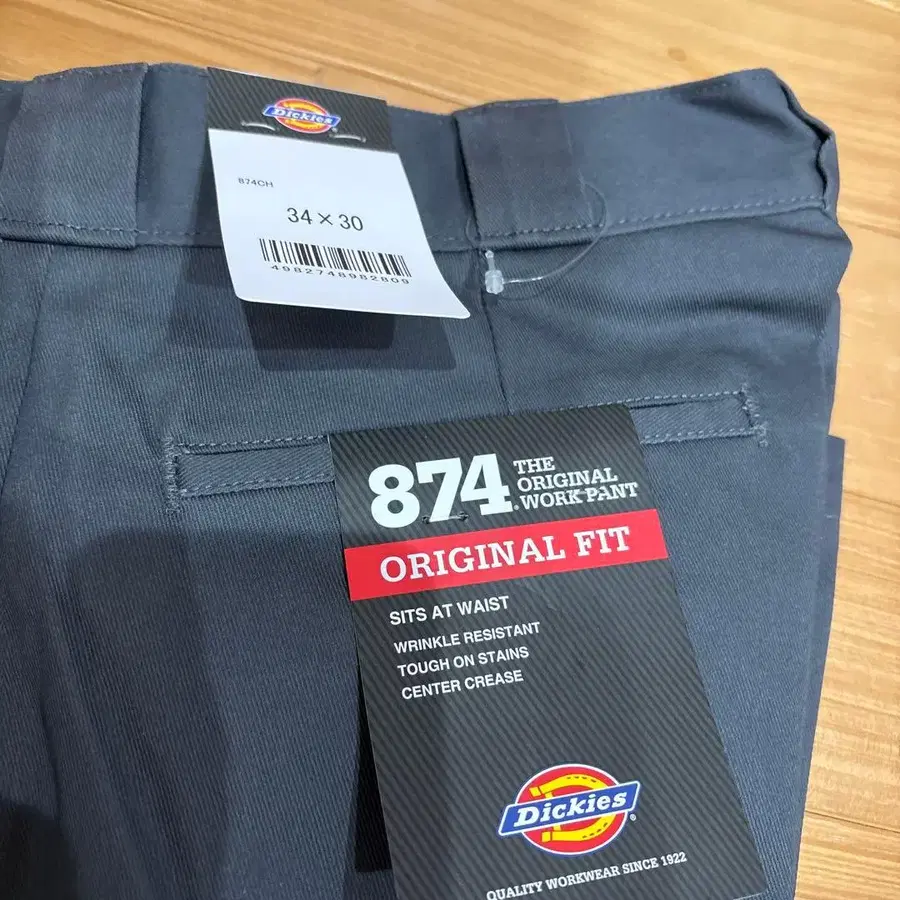 Dickies
874CH
34×30
4982748982809
874
THE
ORIGINAL
WORK PANT
ORIGINAL FIT
SITS AT WAIST
WRINKLE RESISTANT
TOUGH ON STAINS
CENTER CREASE
Dickies
QUALITY WORKWEAR SINCE 1922